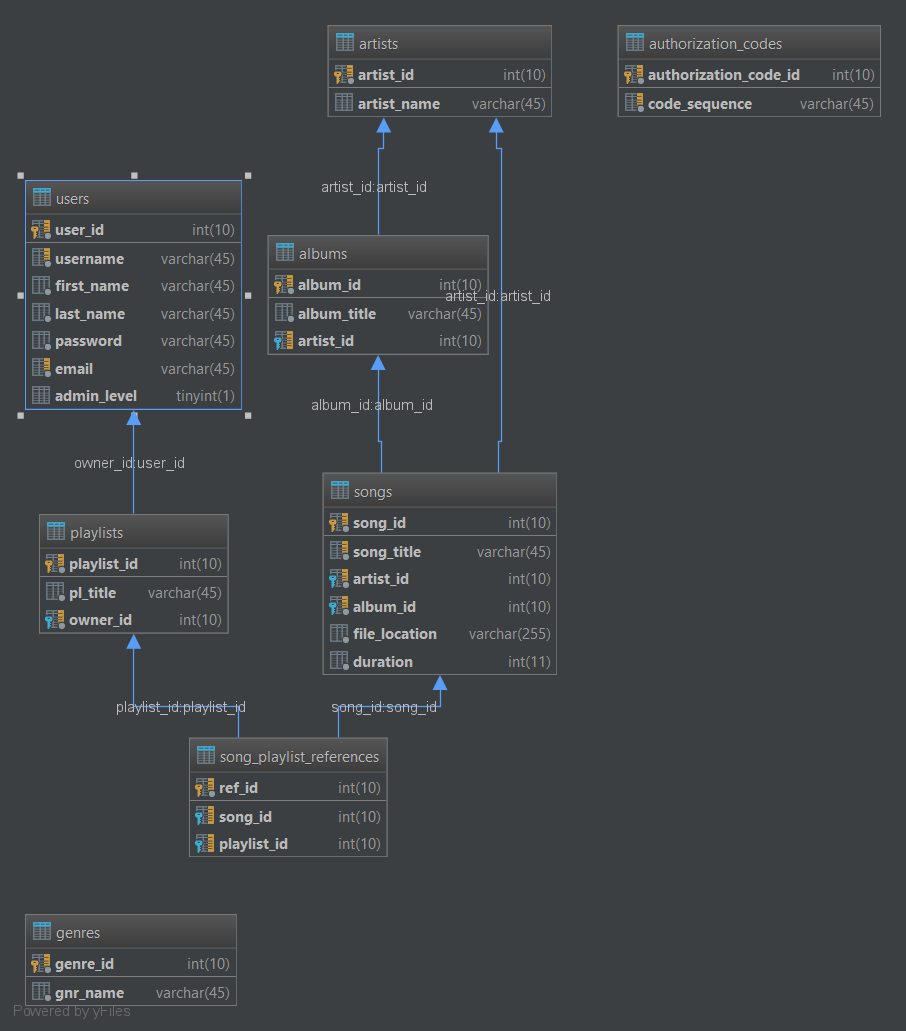 artists
artist_id int(10)
artist_name varchar(45)
authorization_codes
authorization_code_id int(10)
code_sequence varchar(45)
artist_id:artist_id
users
user_id int(10)
username varchar(45)
first_name varchar(45)
last_name varchar(45)
password varchar(45)
email varchar(45)
admin_level tinyint(1)
albums
album_id int(10)
album_title varchar(45)
artist_id int(10)
artist_id:artist_id
album_id:album_id
owner_id:user_id
songs
song_id int(10)
song_title varchar(45)
artist_id int(10)
album_id int(10)
file_location varchar(255)
duration int(11)
playlists
playlist_id int(10)
pl_title varchar(45)
owner_id int(10)
playlist_id:playlist_id
song_id:song_id
song_playlist_references
ref_id int(10)
song_id int(10)
playlist_id int(10)
genres
genre_id int(10)
gnr_name varchar(45)
Powered by yFiles